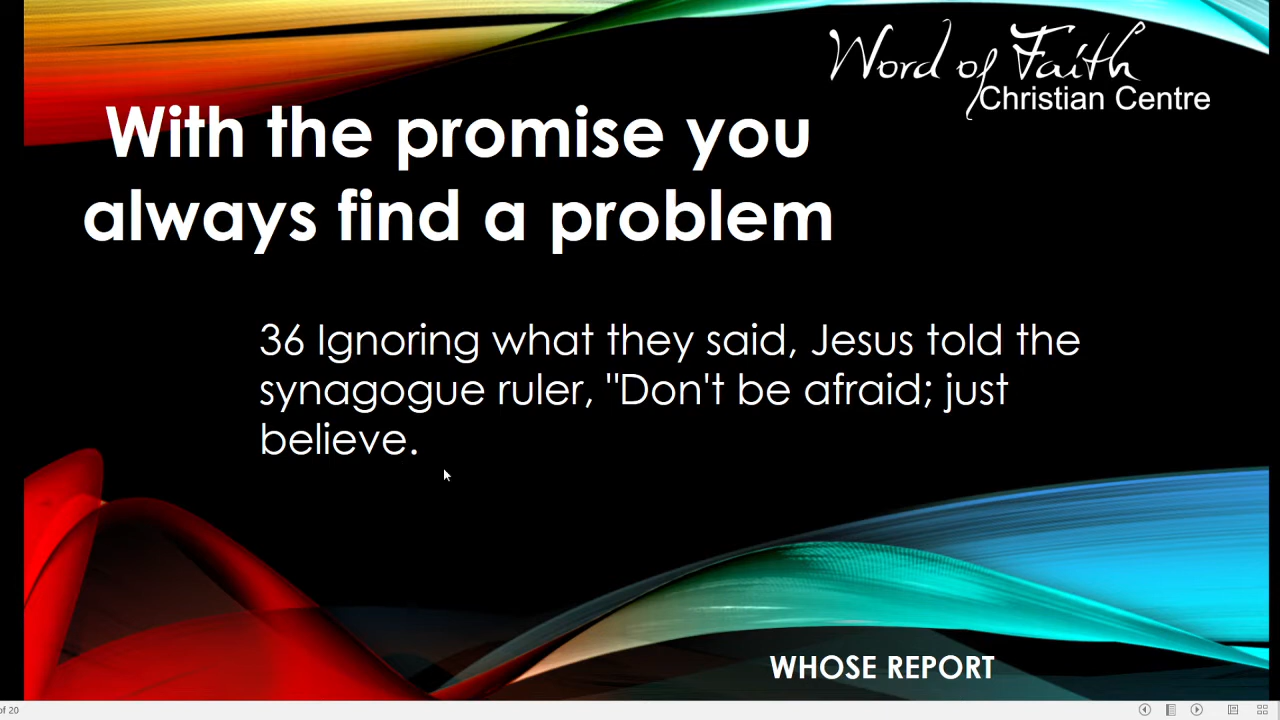 Word of Faith
Christian Centre
With the promise you
always find a problem
36 Ignoring what they said, Jesus told the
synagogue ruler, "Don't be afraid; just
believe.
WHOSE REPORT
of 20